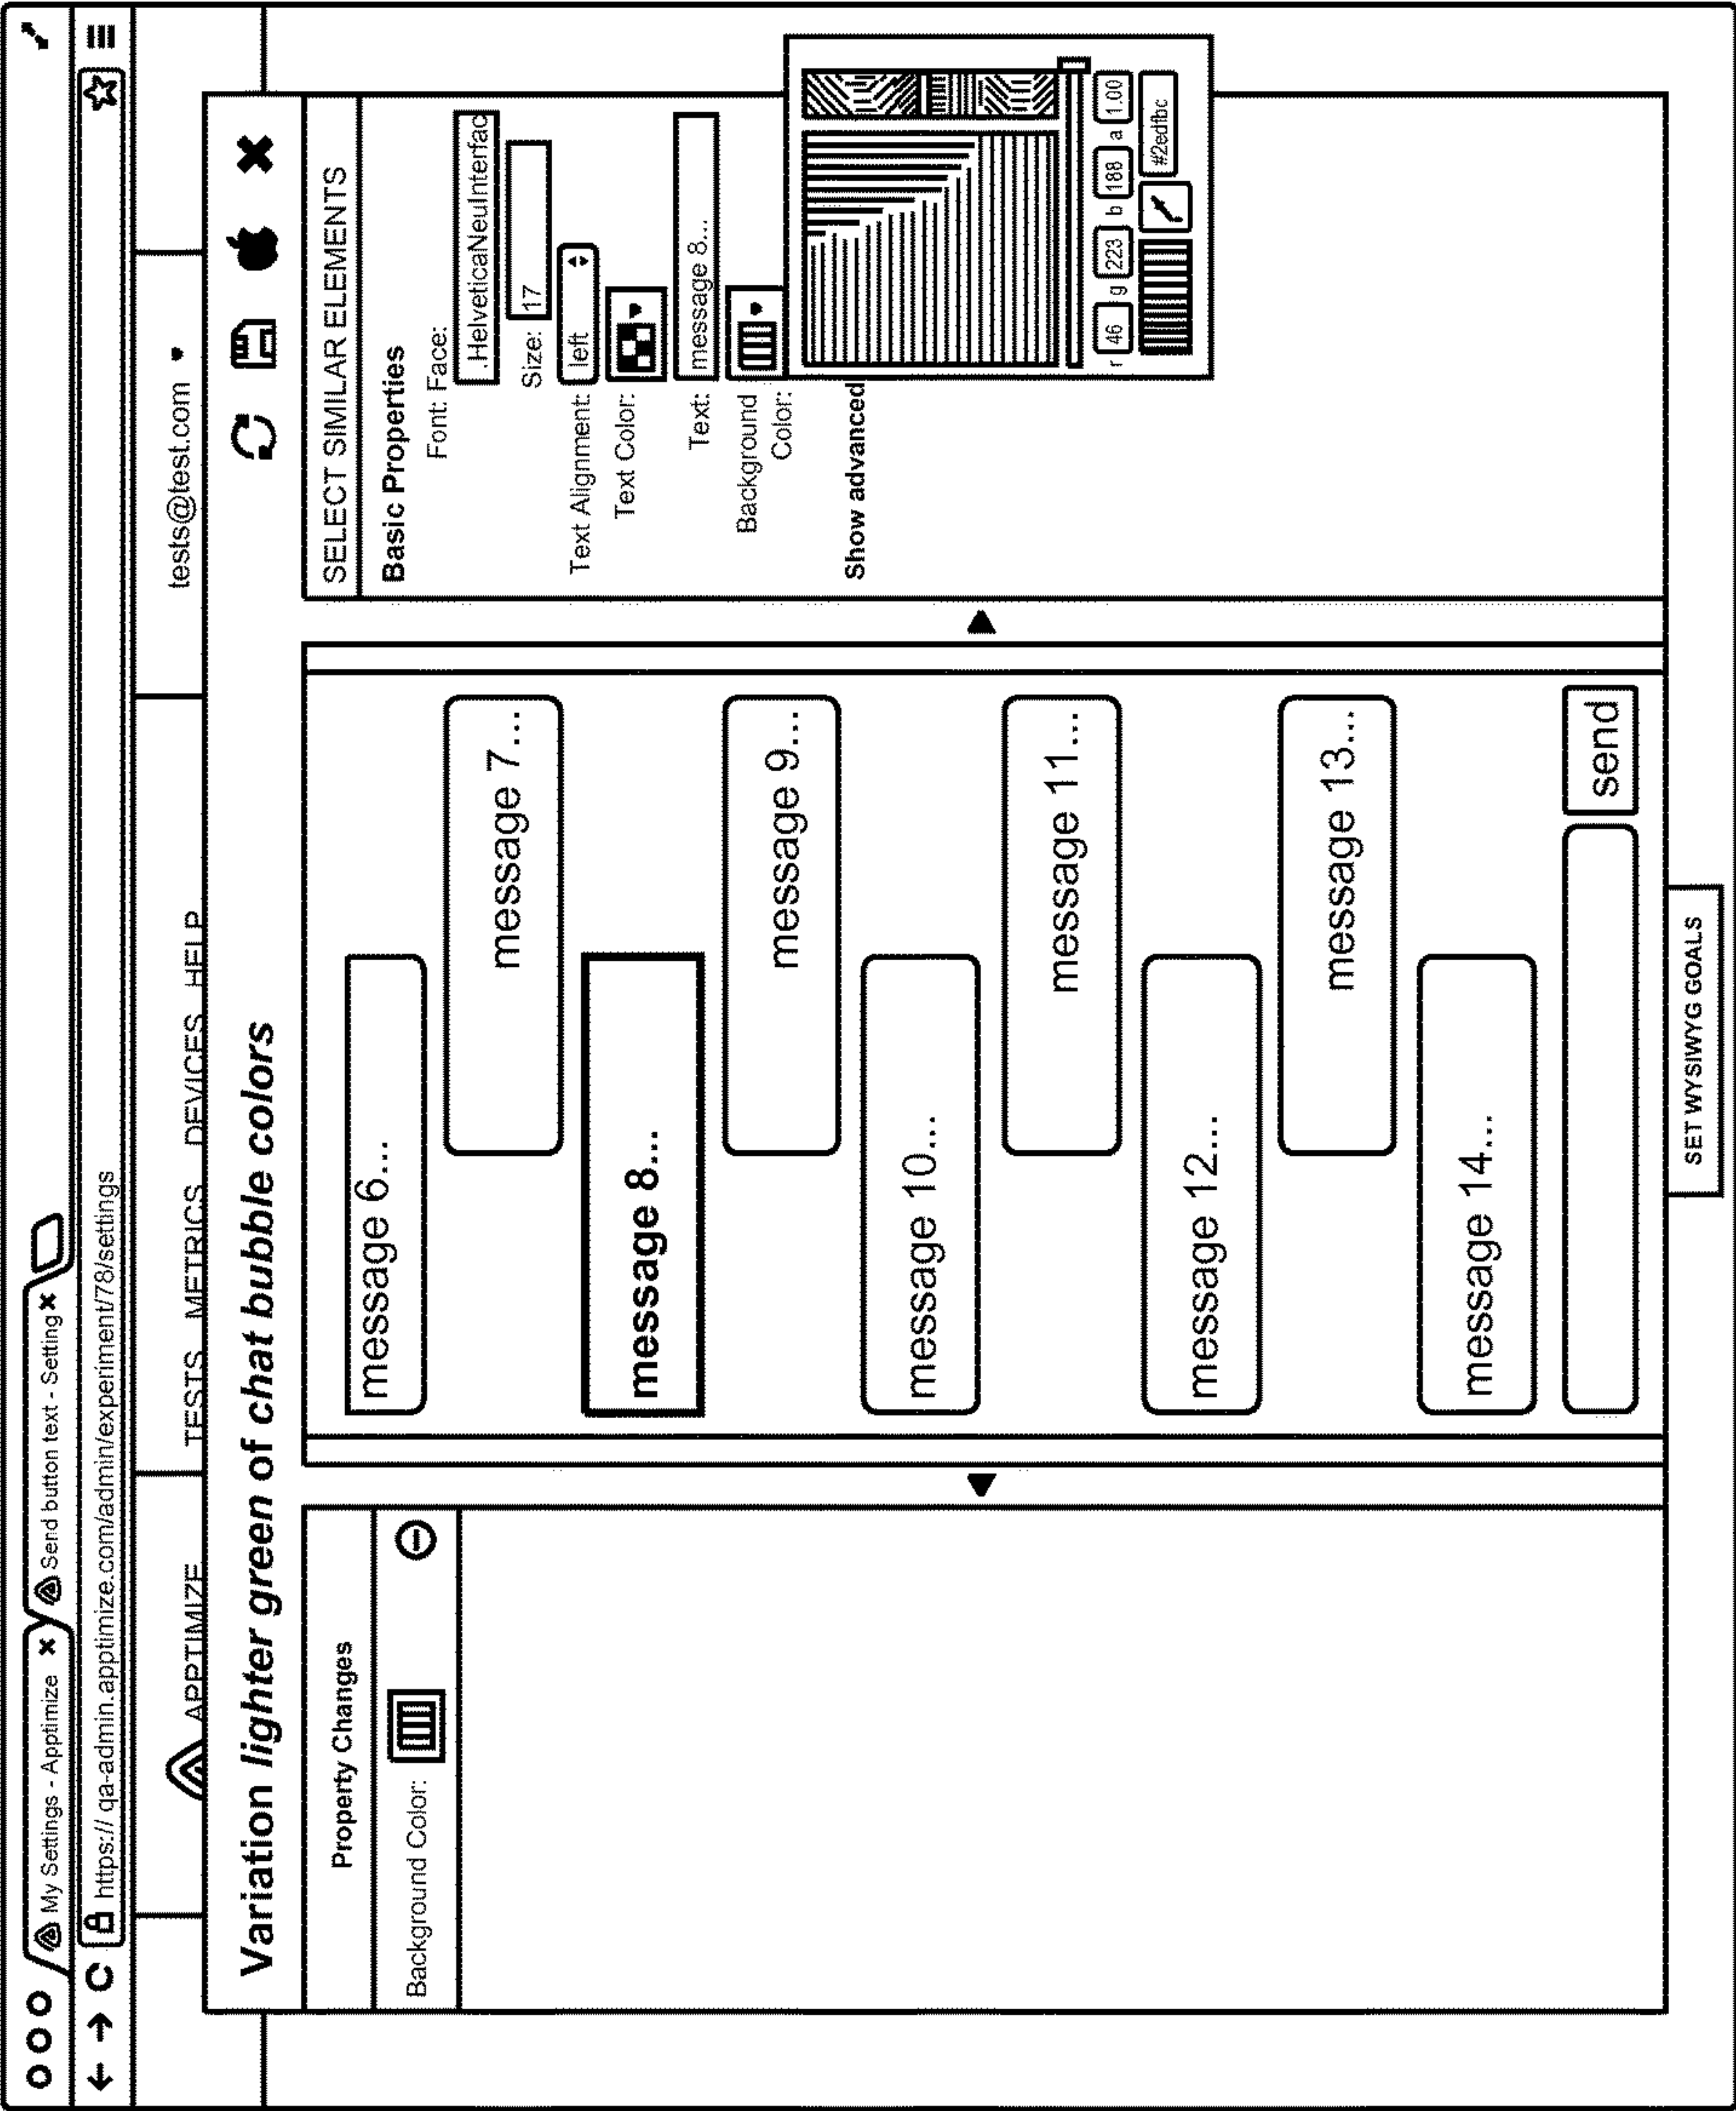 My Settings - Apptimize
Send button text - Setting
https:// qa-admin.apptimize.com/admin/experiment/78/settings
APPTIMIZE
TESTS METRICS DEVICES HELP
tests@test.com
Variation lighter green of chat bubble colors
Property Changes
Background Color:
message 6...
message 7...
message 8...
message 9...
message 10...
message 11...
message 12...
message 13...
message 14...
send
SELECT SIMILAR ELEMENTS
Basic Properties
Font: Face:
.HelveticaNeuInterfac
Size: 17
Text Alignment: left
Text Color:
Text: message 8...
Background
Color:
Show advanced
r 46 g 223 b 188 a 1.00
#2edfbc
SET WYSIWYG GOALS